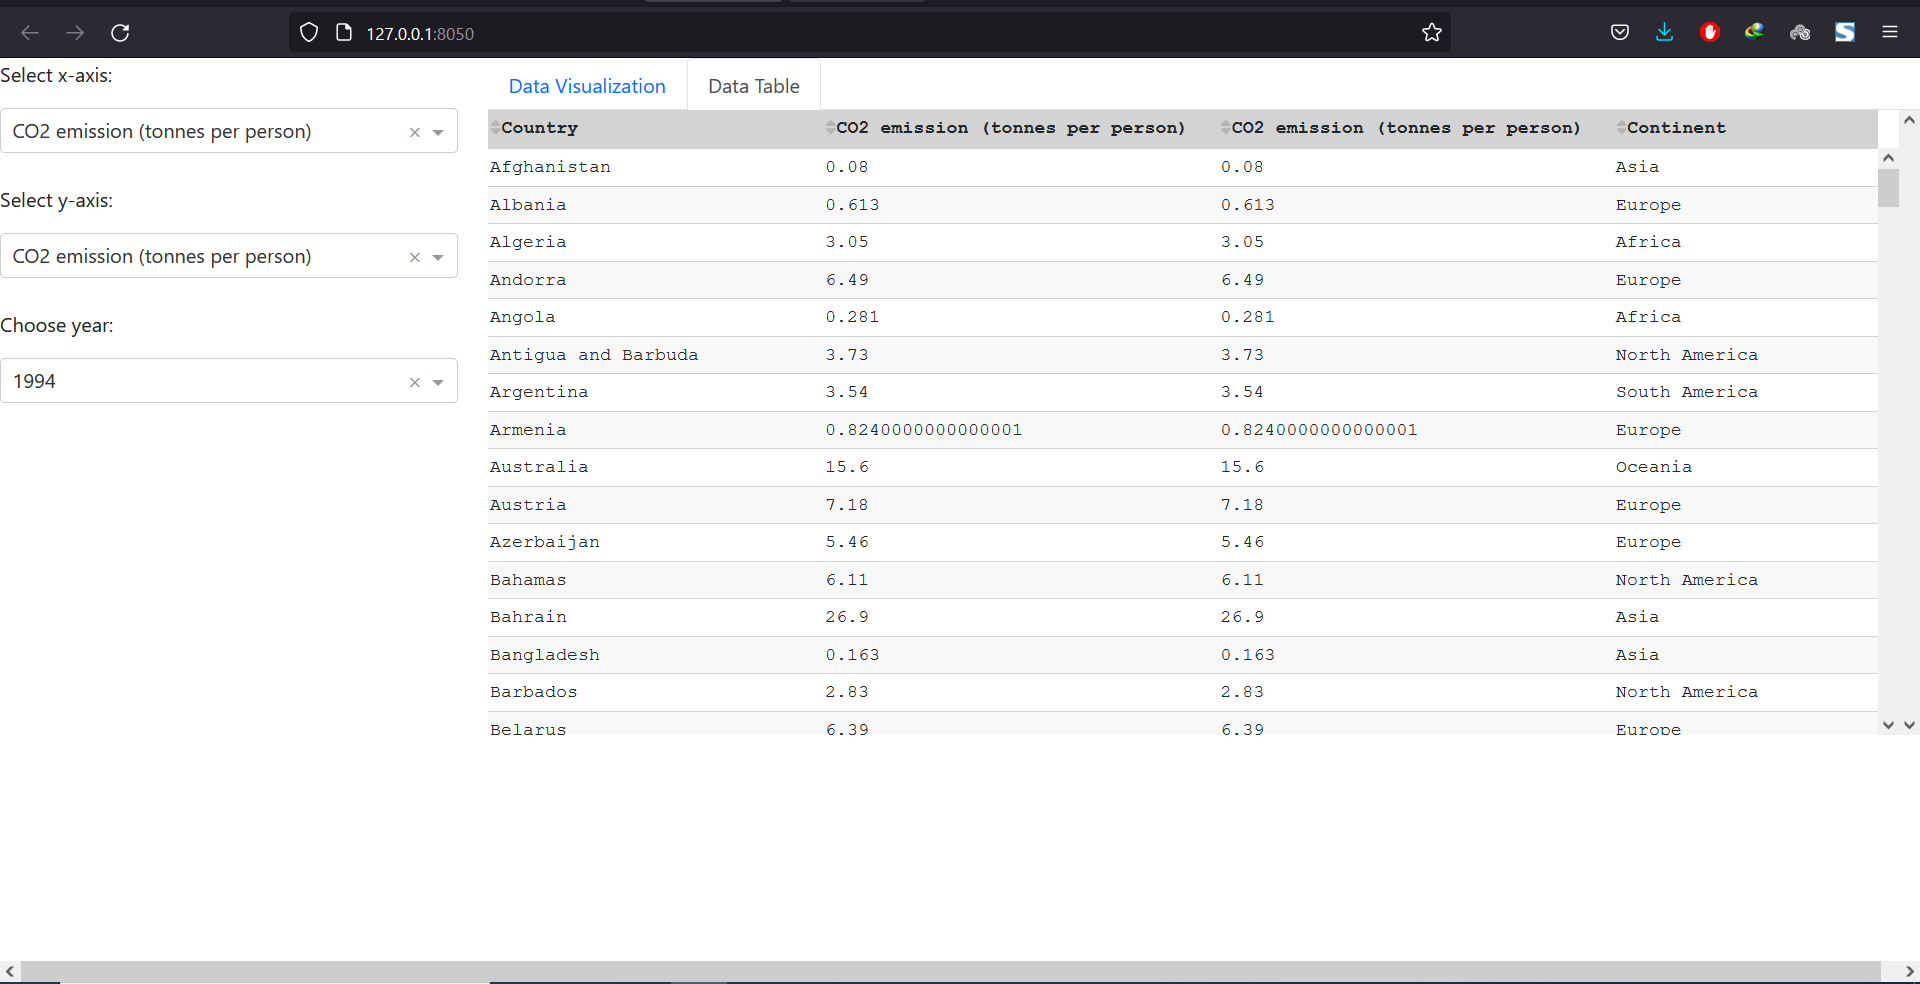 127.0.0.1:8050
Select x-axis:
CO2 emission (tonnes per person)
Select y-axis:
CO2 emission (tonnes per person)
Choose year:
1994
Data Visualization Data Table
Country CO2 emission (tonnes per person) CO2 emission (tonnes per person) Continent
Afghanistan 0.08 0.08 Asia
Albania 0.613 0.613 Europe
Algeria 3.05 3.05 Africa
Andorra 6.49 6.49 Europe
Angola 0.281 0.281 Africa
Antigua and Barbuda 3.73 3.73 North America
Argentina 3.54 3.54 South America
Armenia 0.8240000000000001 0.8240000000000001 Europe
Australia 15.6 15.6 Oceania
Austria 7.18 7.18 Europe
Azerbaijan 5.46 5.46 Europe
Bahamas 6.11 6.11 North America
Bahrain 26.9 26.9 Asia
Bangladesh 0.163 0.163 Asia
Barbados 2.83 2.83 North America
Belarus 6.39 6.39 Europe